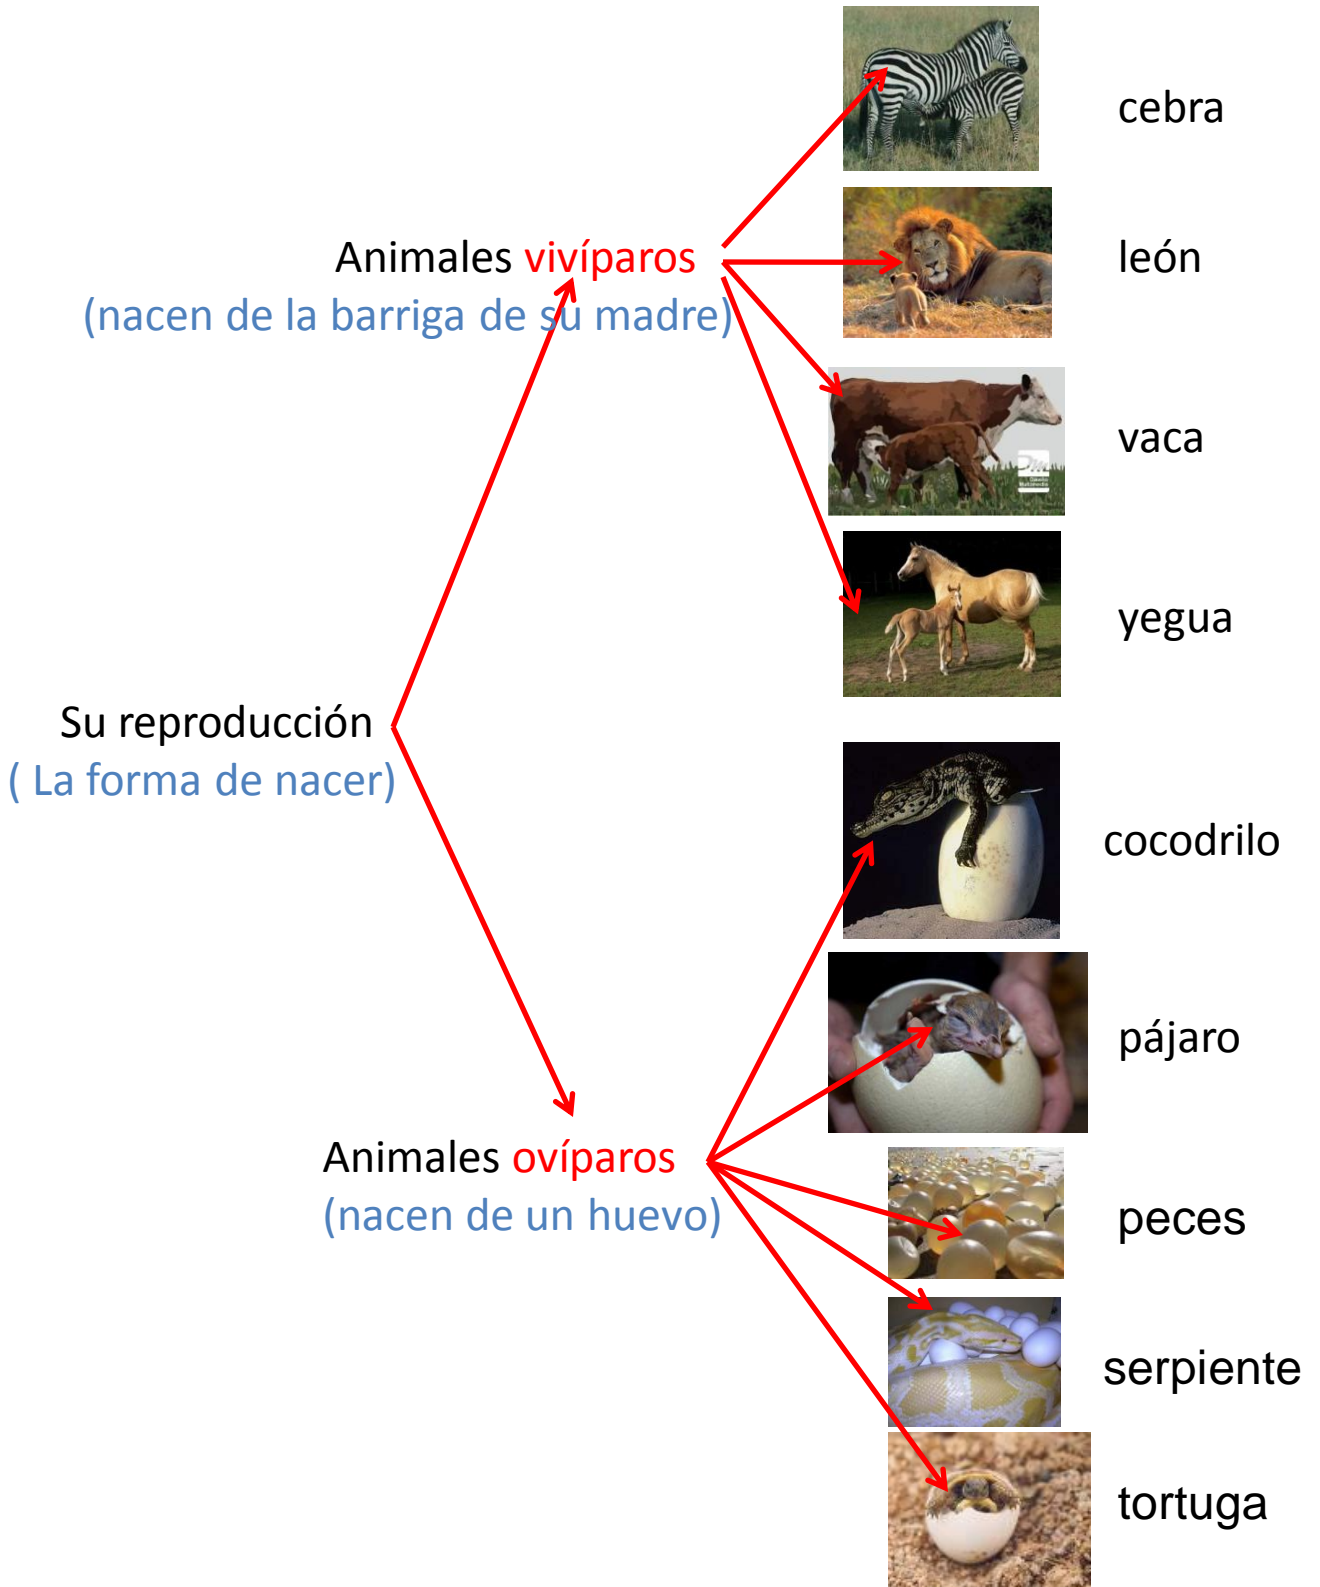 cebra
Animales vivíparos
(nacen de la barriga de su madre)
león
vaca
yegua
Su reproducción
( La forma de nacer)
cocodrilo
pájaro
Animales ovíparos
(nacen de un huevo)
peces
serpiente
tortuga